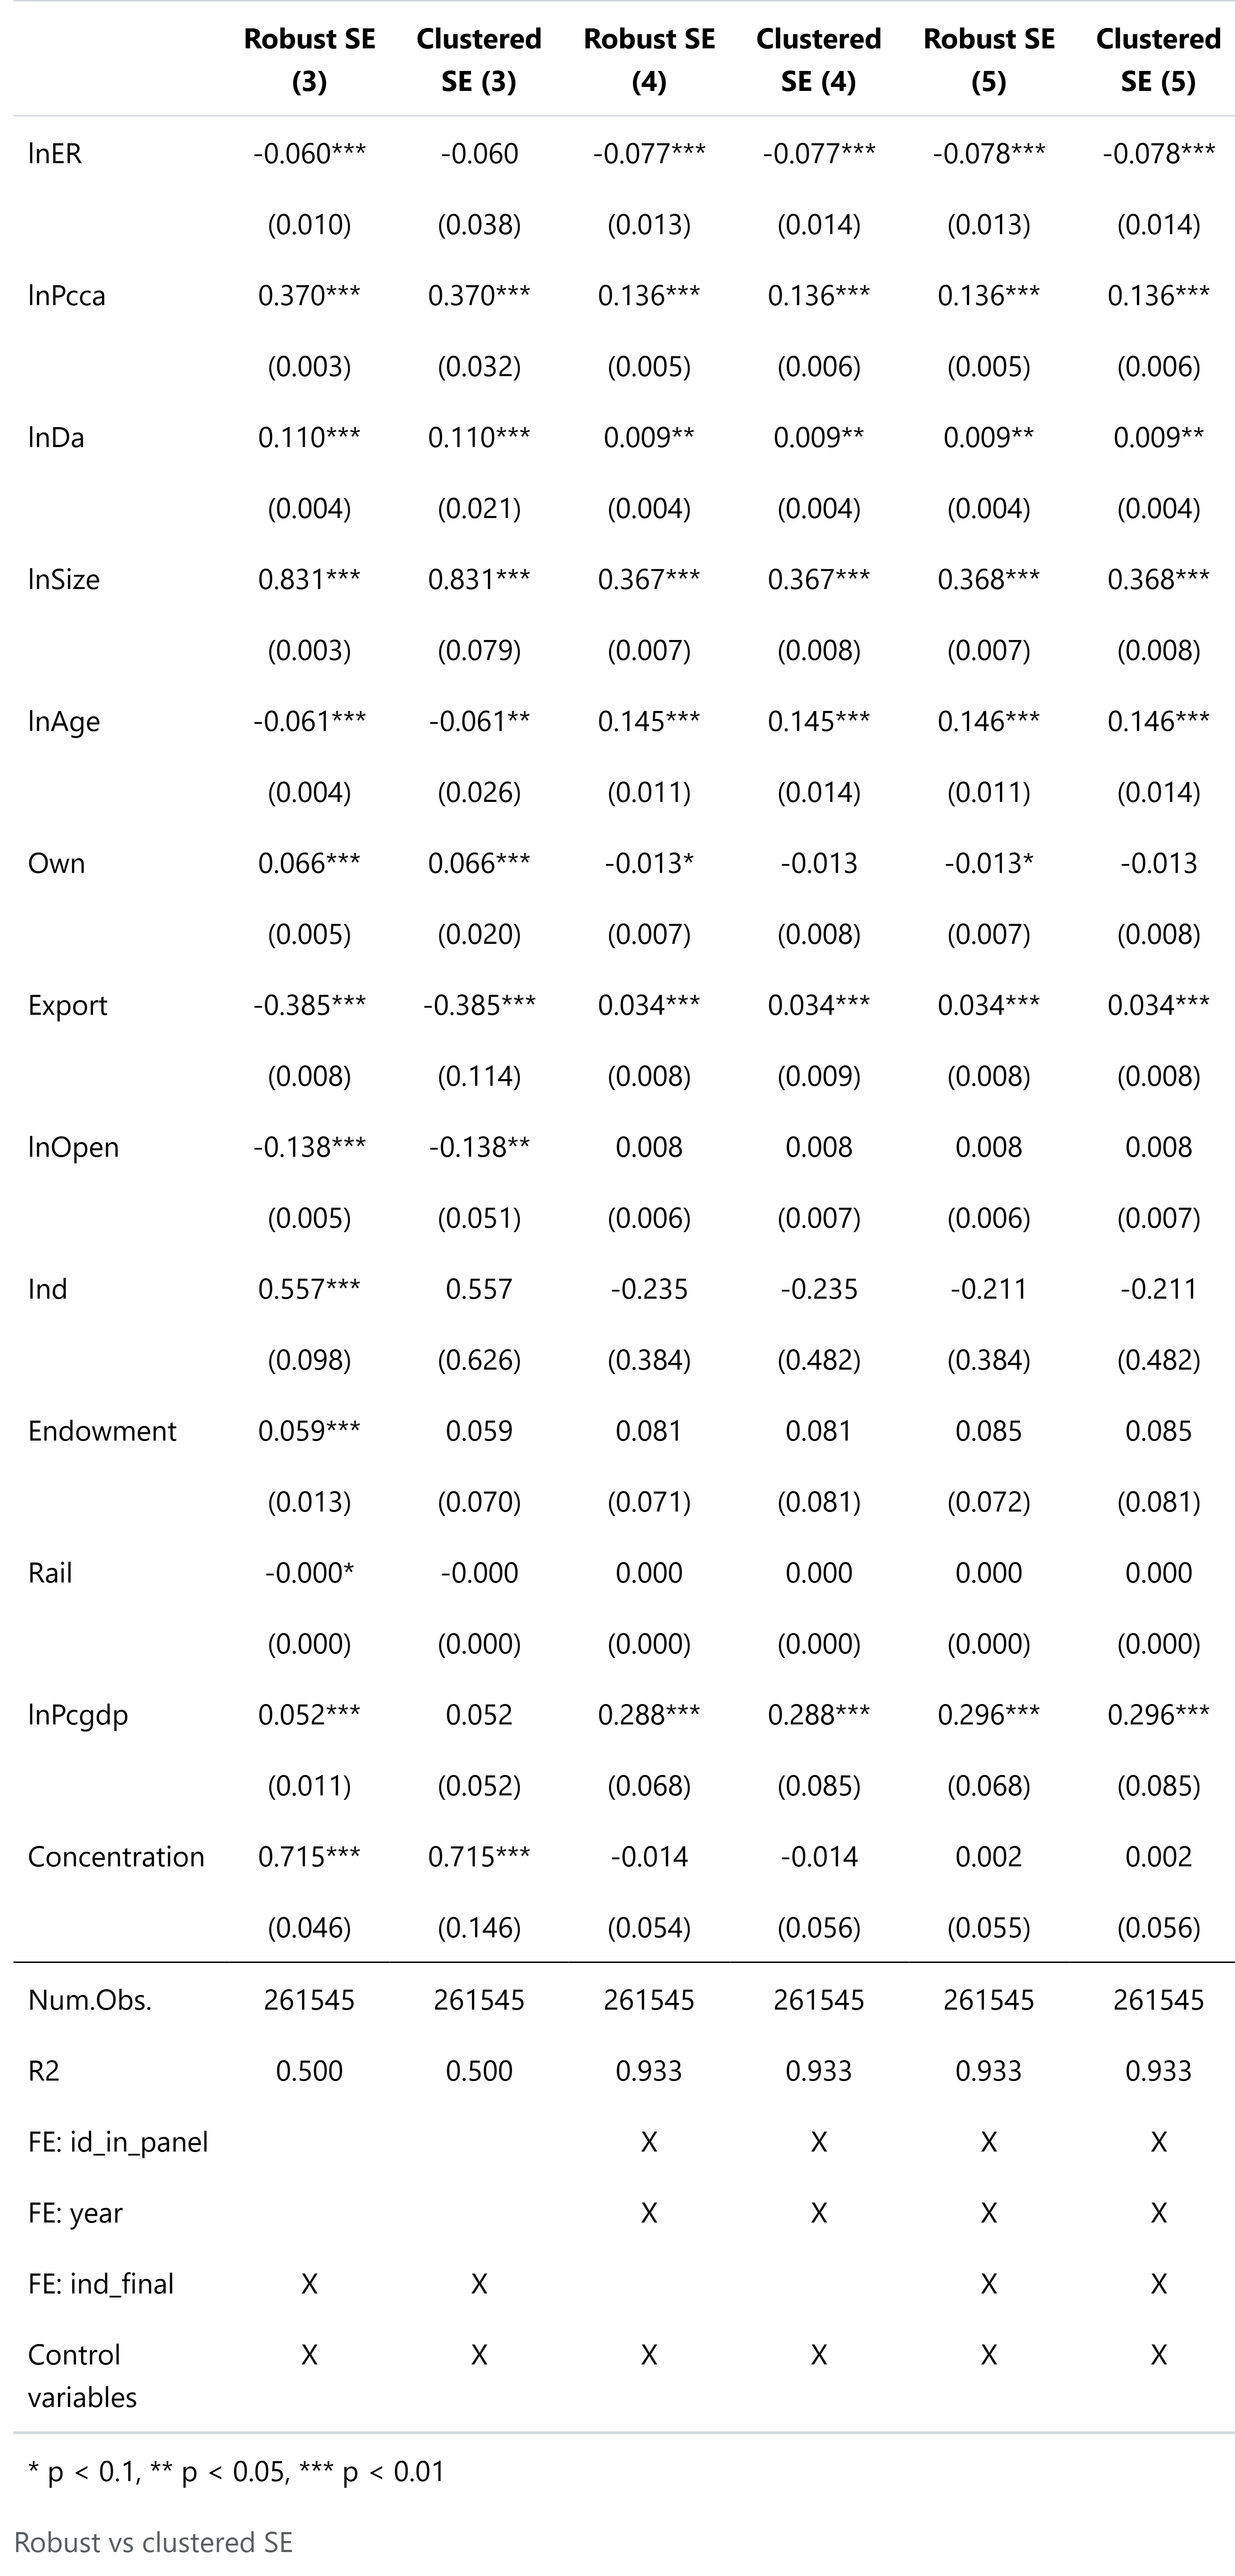 Robust SE (3) Clustered SE (3) Robust SE (4) Clustered SE (4) Robust SE (5) Clustered SE (5)
lnER -0.060*** -0.060 -0.077*** -0.077*** -0.078*** -0.078***
(0.010) (0.038) (0.013) (0.014) (0.013) (0.014)
lnPcca 0.370*** 0.370*** 0.136*** 0.136*** 0.136*** 0.136***
(0.003) (0.032) (0.005) (0.006) (0.005) (0.006)
lnDa 0.110*** 0.110*** 0.009** 0.009** 0.009** 0.009**
(0.004) (0.021) (0.004) (0.004) (0.004) (0.004)
lnSize 0.831*** 0.831*** 0.367*** 0.367*** 0.368*** 0.368***
(0.003) (0.079) (0.007) (0.008) (0.007) (0.008)
lnAge -0.061*** -0.061** 0.145*** 0.145*** 0.146*** 0.146***
(0.004) (0.026) (0.011) (0.014) (0.011) (0.014)
Own 0.066*** 0.066*** -0.013* -0.013 -0.013* -0.013
(0.005) (0.020) (0.007) (0.008) (0.007) (0.008)
Export -0.385*** -0.385*** 0.034*** 0.034*** 0.034*** 0.034***
(0.008) (0.114) (0.008) (0.009) (0.008) (0.008)
lnOpen -0.138*** -0.138** 0.008 0.008 0.008 0.008
(0.005) (0.051) (0.006) (0.007) (0.006) (0.007)
Ind 0.557*** 0.557 -0.235 -0.235 -0.211 -0.211
(0.098) (0.626) (0.384) (0.482) (0.384) (0.482)
Endowment 0.059*** 0.059 0.081 0.081 0.085 0.085
(0.013) (0.070) (0.071) (0.081) (0.072) (0.081)
Rail -0.000* -0.000 0.000 0.000 0.000 0.000
(0.000) (0.000) (0.000) (0.000) (0.000) (0.000)
lnPcgdp 0.052*** 0.052 0.288*** 0.288*** 0.296*** 0.296***
(0.011) (0.052) (0.068) (0.085) (0.068) (0.085)
Concentration 0.715*** 0.715*** -0.014 -0.014 0.002 0.002
(0.046) (0.146) (0.054) (0.056) (0.055) (0.056)
Num.Obs. 261545 261545 261545 261545 261545 261545
R2 0.500 0.500 0.933 0.933 0.933 0.933
FE: id_in_panel X X X X
FE: year X X X X
FE: ind_final X X X X
Control variables X X X X X X
* p < 0.1, ** p < 0.05, *** p < 0.01
Robust vs clustered SE